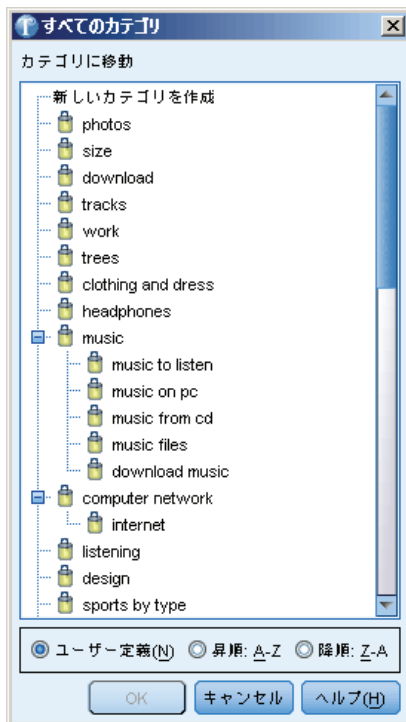 すべてのカテゴリ
カテゴリに移動
新しいカテゴリを作成
photos
size
download
tracks
work
trees
clothing and dress
headphones
music
music to listen
music on pc
music from cd
music files
download music
computer network
internet
listening
design
sports by type
ユーザー定義(N) 昇順: A-Z 降順: Z-A
OK キャンセル ヘルプ(H)